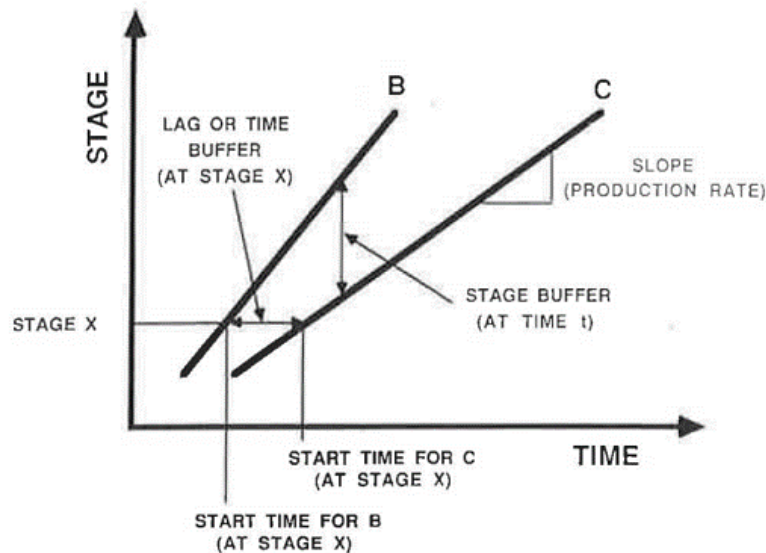 STAGE
B
C
LAG OR TIME
BUFFER
(AT STAGE X)
SLOPE
(PRODUCTION RATE)
STAGE BUFFER
(AT TIME t)
STAGE X
START TIME FOR C
(AT STAGE X)
TIME
START TIME FOR B
(AT STAGE X)